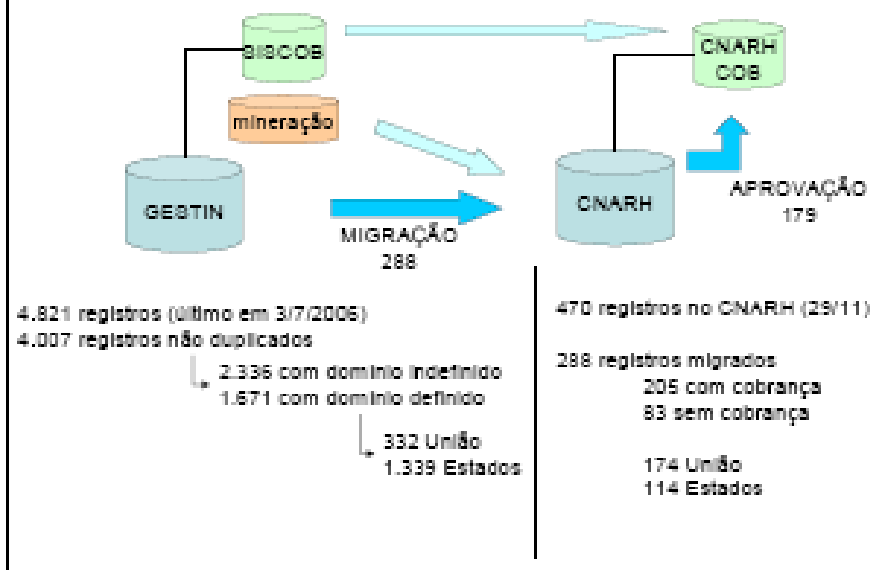 SISCOB
CNARH
COB
mineração
GESTIN
CNARH
APROVAÇÃO
179
MIGRAÇÃO
288
4.821 registros (último em 3/7/2006)
4.007 registros não duplicados
2.336 com domínio indefinido
1.671 com domínio definido
332 União
1.339 Estados
470 registros no CNARH (29/11)
288 registros migrados
205 com cobrança
83 sem cobrança
174 União
114 Estados